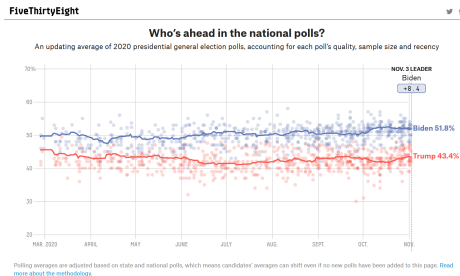 FiveThirtyEight
Who's ahead in the national polls?
An updating average of 2020 presidential general election polls, accounting for each poll's quality, sample size and recency
NOV. 3 LEADER
Biden
+8.4
70%
60
50
40
30
20
Biden 51.8%
Trump 43.4%
MAR. 2020
APRIL
MAY
JUNE
JULY
AUG.
SEPT.
OCT.
NOV.
Polling averages are adjusted based on state and national polls, which means candidates' averages can shift even if no new polls have been added to this page. Read
more about the methodology.